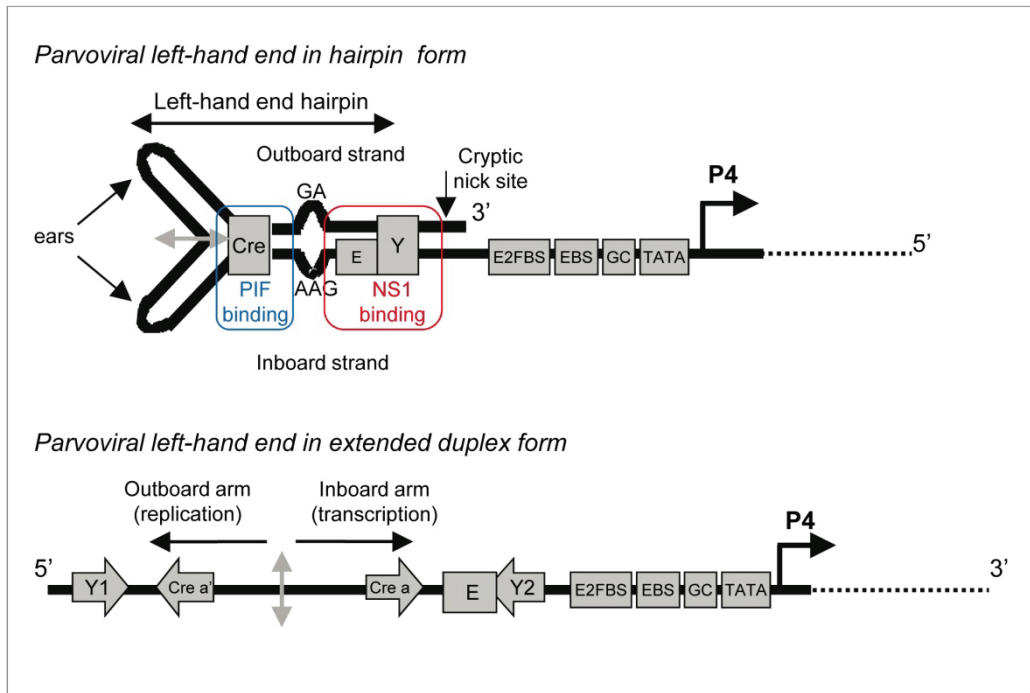 Parvoviral left-hand end in hairpin form
Left-hand end hairpin
Outboard strand
Cryptic
nick site
P4
GA
3’
ears
Cre
E
Y
E2FBS
EBS
GC
TATA
5’
AAG
PIF
binding
NS1
binding
Inboard strand
Parvoviral left-hand end in extended duplex form
Outboard arm
(replication)
Inboard arm
(transcription)
P4
5’
3’
Y1
Cre a’
Cre a
E
Y2
E2FBS
EBS
GC
TATA